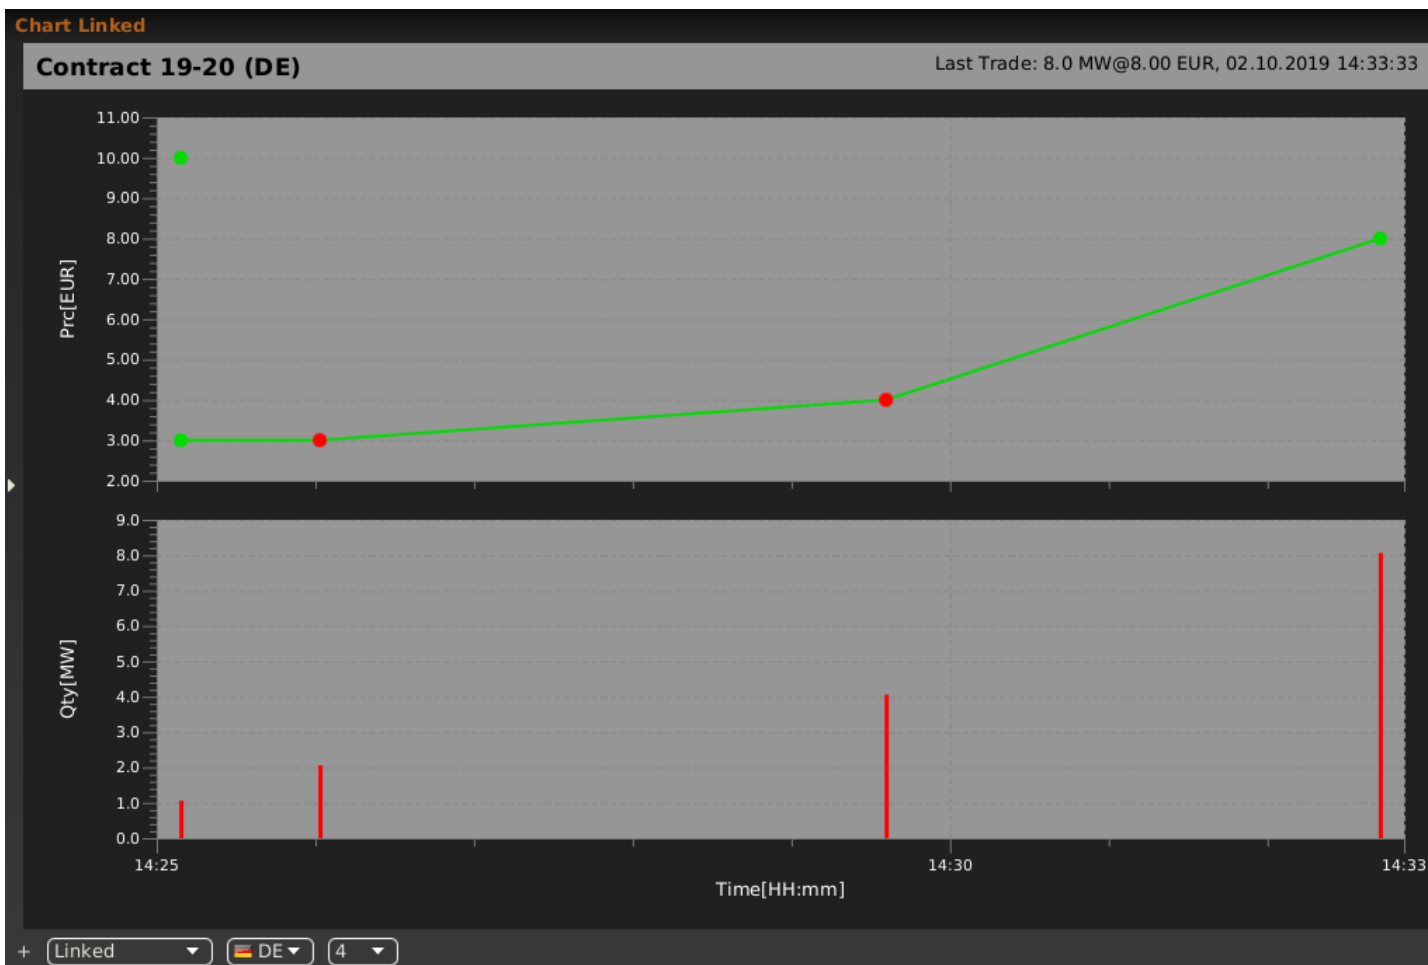 Chart Linked
Contract 19-20 (DE)
Last Trade: 8.0 MW@8.00 EUR, 02.10.2019 14:33:33
11.00
10.00
9.00
8.00
7.00
6.00
5.00
4.00
3.00
2.00
Prc[EUR]
9.0
8.0
7.0
6.0
5.0
4.0
3.0
2.0
1.0
0.0
Qty[MW]
14:25 14:30 14:33
Time[HH:mm]
+ Linked DE 4